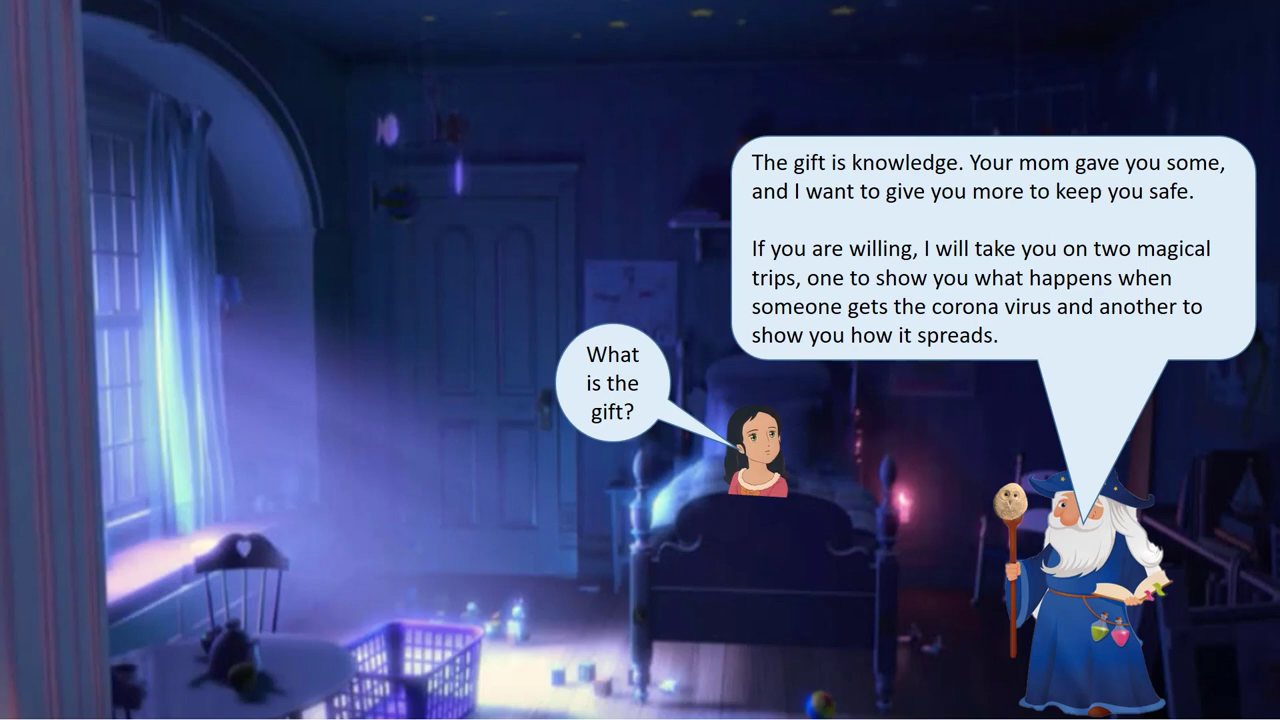 What
is the
gift?
The gift is knowledge. Your mom gave you some,
and I want to give you more to keep you safe.
If you are willing, I will take you on two magical
trips, one to show you what happens when
someone gets the corona virus and another to
show you how it spreads.